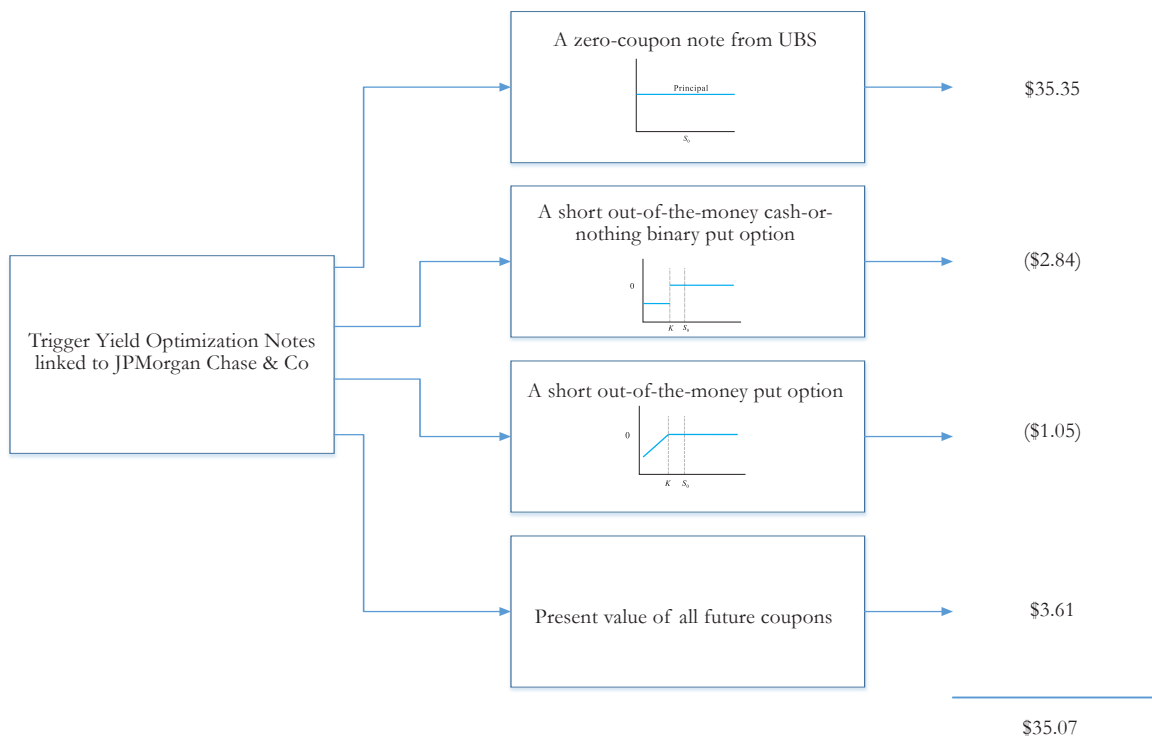 A zero-coupon note from UBS
Principal
S₀
$35.35
A short out-of-the-money cash-or-
nothing binary put option
0
K S₀
($2.84)
Trigger Yield Optimization Notes
linked to JPMorgan Chase & Co
A short out-of-the-money put option
0
K S₀
($1.05)
Present value of all future coupons
$3.61
$35.07